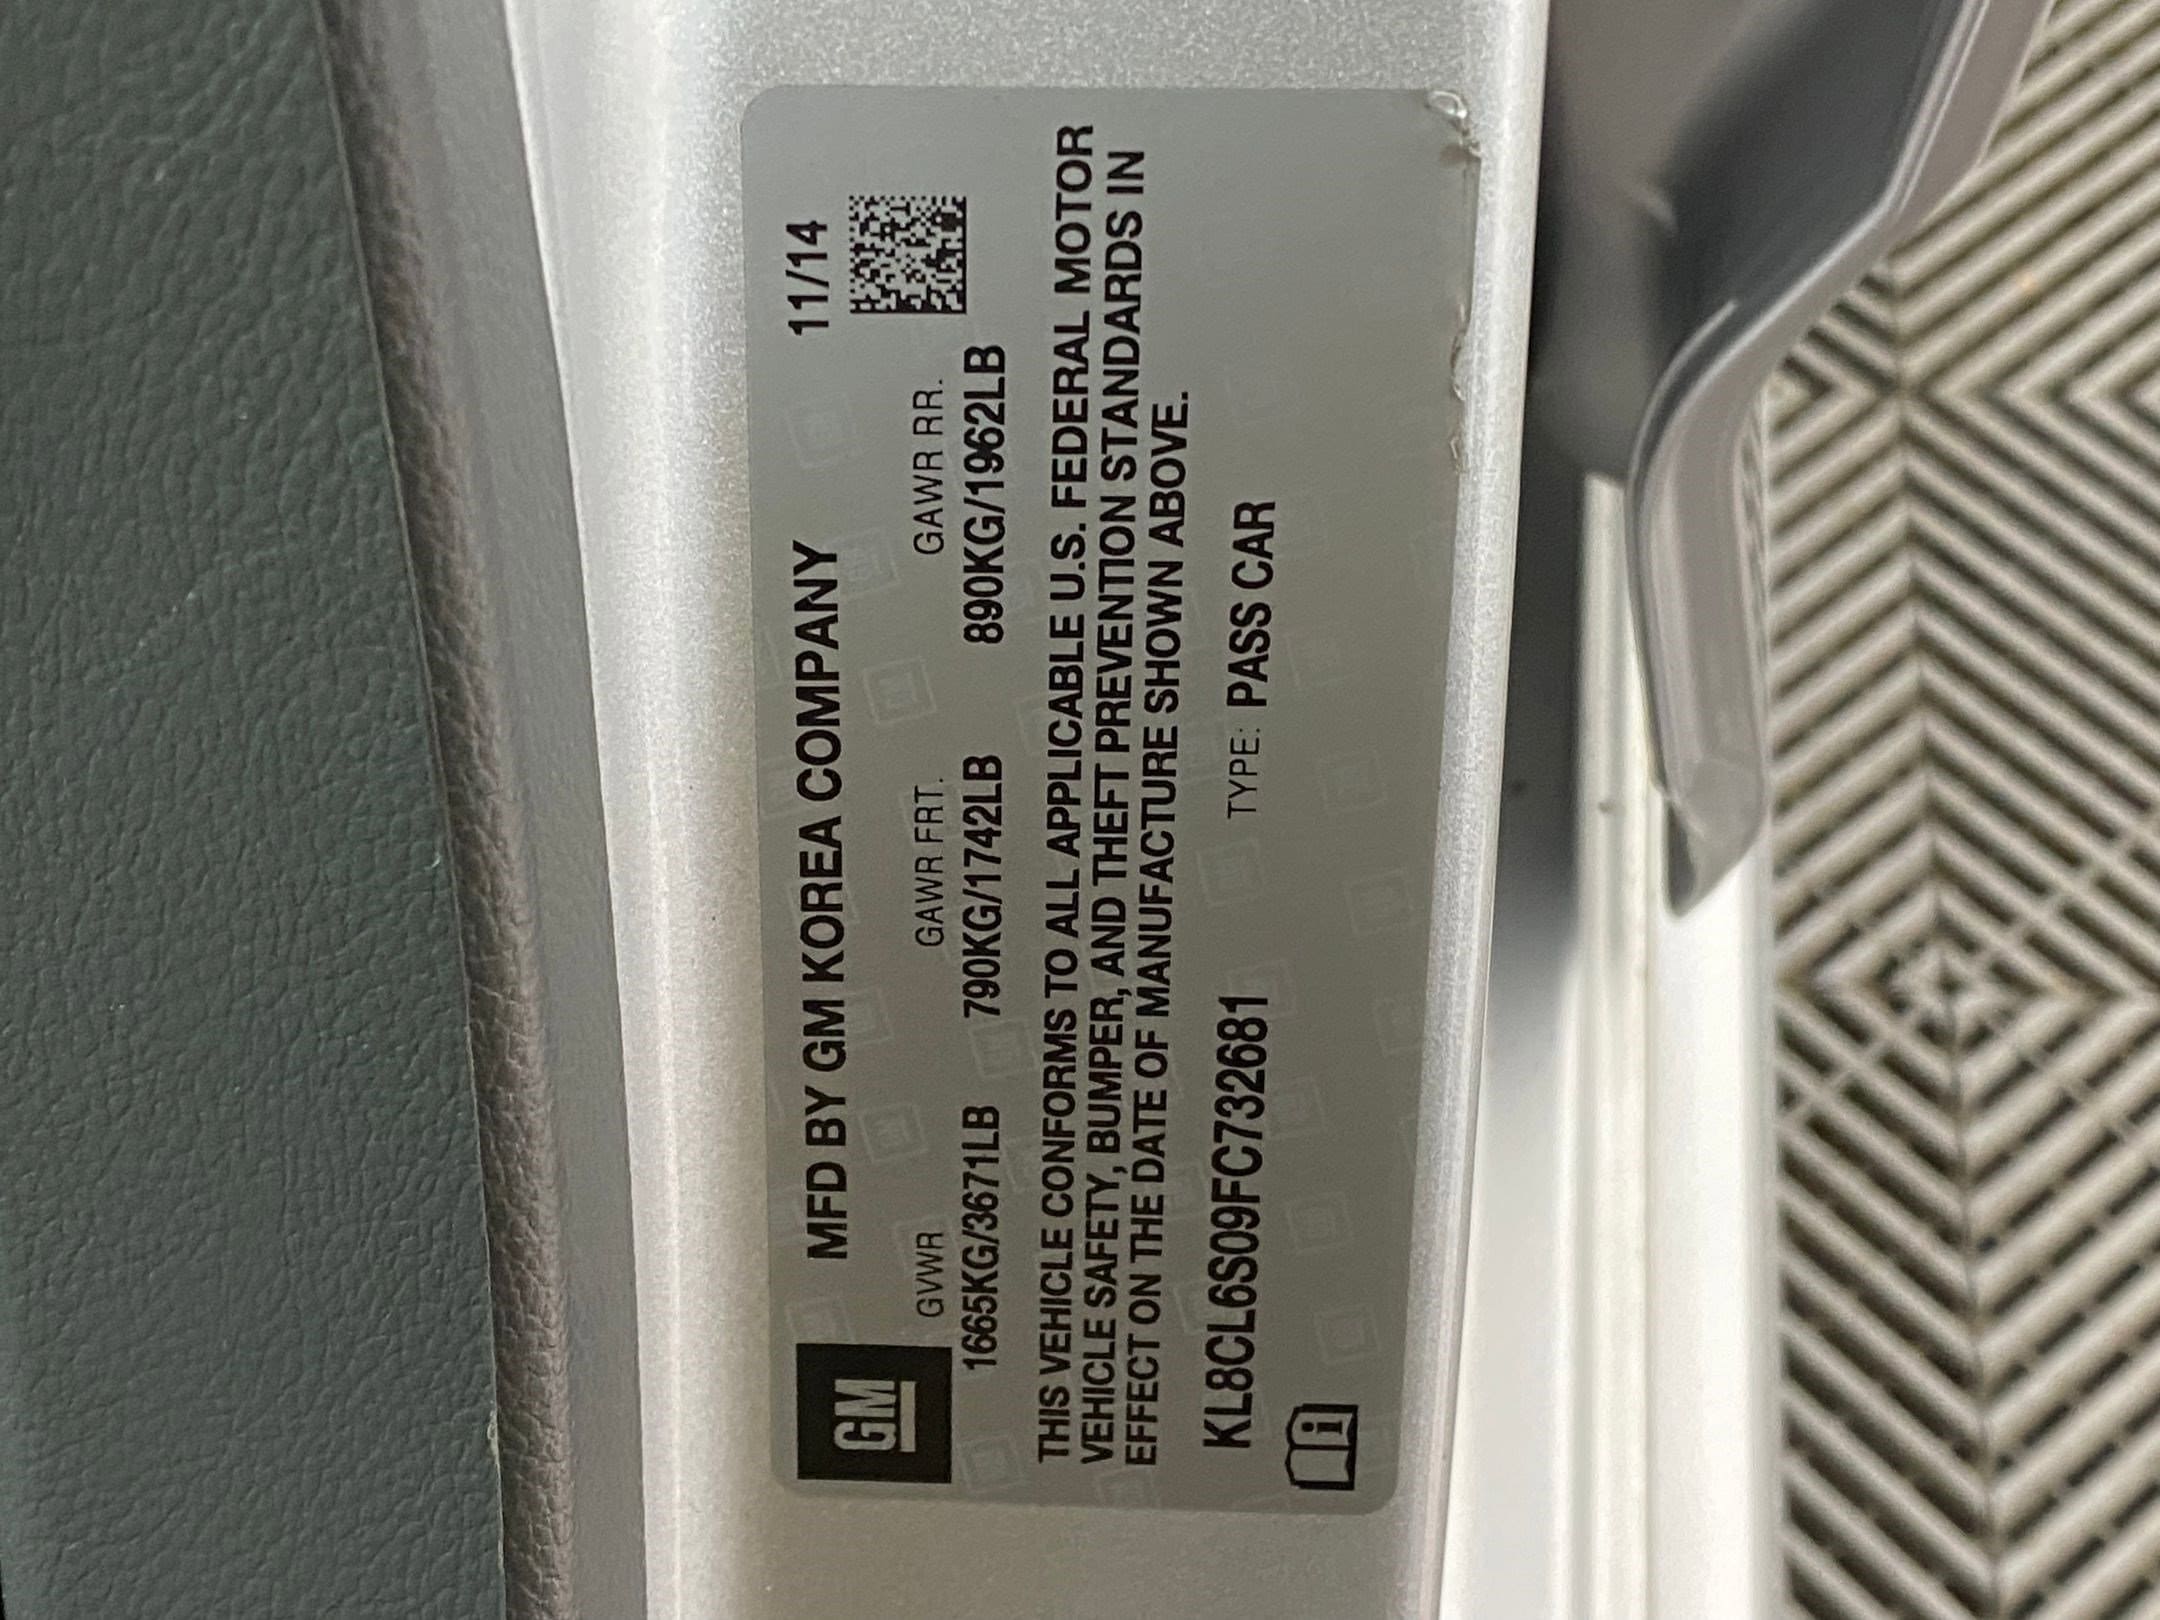 GM
MFD BY GM KOREA COMPANY 11/14
GVWR GAWR FRT. GAWR RR.
1665KG/3671LB 790KG/1742LB 890KG/1962LB
THIS VEHICLE CONFORMS TO ALL APPLICABLE U.S. FEDERAL MOTOR
VEHICLE SAFETY, BUMPER, AND THEFT PREVENTION STANDARDS IN
EFFECT ON THE DATE OF MANUFACTURE SHOWN ABOVE.
KL8CL6S09FC732681 TYPE: PASS CAR